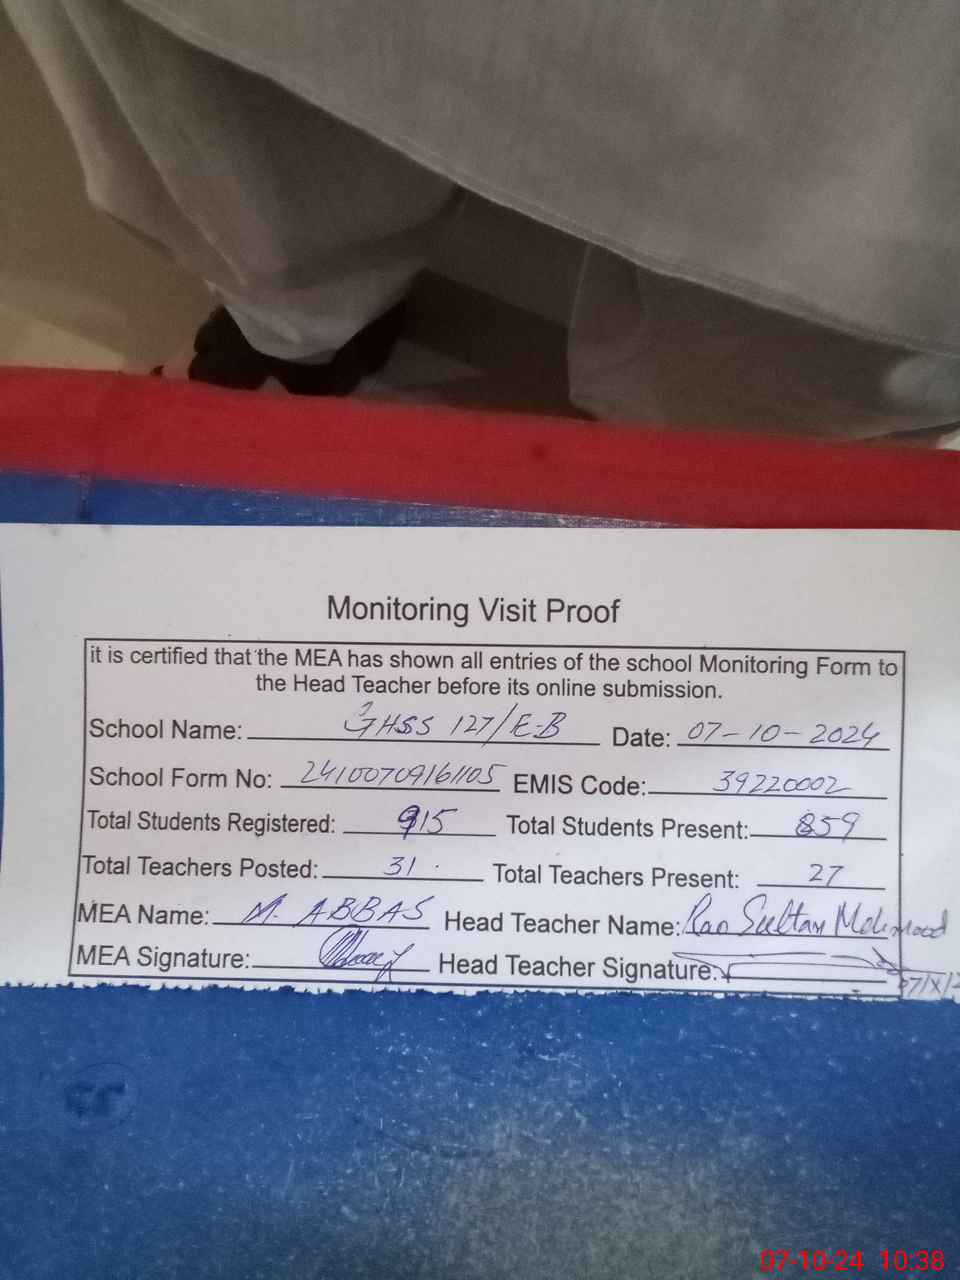 Monitoring Visit Proof
it is certified that the MEA has shown all entries of the school Monitoring Form to
the Head Teacher before its online submission.
School Name: GHSS 127/E-B Date: 07-10-2024
School Form No: 24100709161105 EMIS Code: 39220002
Total Students Registered: 915 Total Students Present: 859
Total Teachers Posted: 31 Total Teachers Present: 27
MEA Name: M. ABBAS Head Teacher Name: Rao Sultan Mahmood
MEA Signature: Head Teacher Signature:
07-10-24 10:38